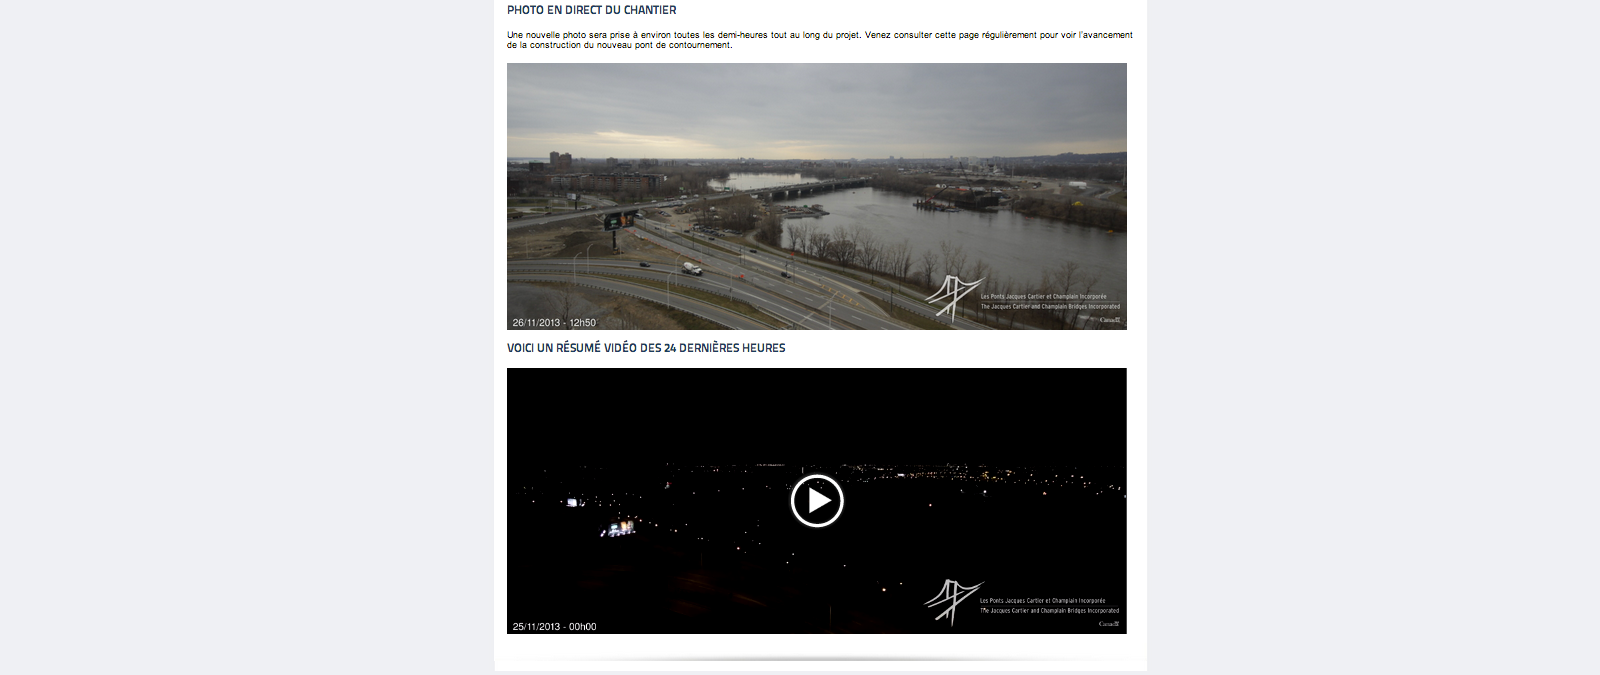 PHOTO EN DIRECT DU CHANTIER
Une nouvelle photo sera prise à environ toutes les demi-heures tout au long du projet. Venez consulter cette page régulièrement pour voir l'avancement
de la construction du nouveau pont de contournement.
Les Ponts Jacques Cartier et Champlain Incorporée
The Jacques Cartier and Champlain Bridges Incorporated
Canada
26/11/2013 - 12h50
VOICI UN RÉSUMÉ VIDÉO DES 24 DERNIÈRES HEURES
Les Ponts Jacques Cartier et Champlain Incorporée
The Jacques Cartier and Champlain Bridges Incorporated
Canada
25/11/2013 - 00h00